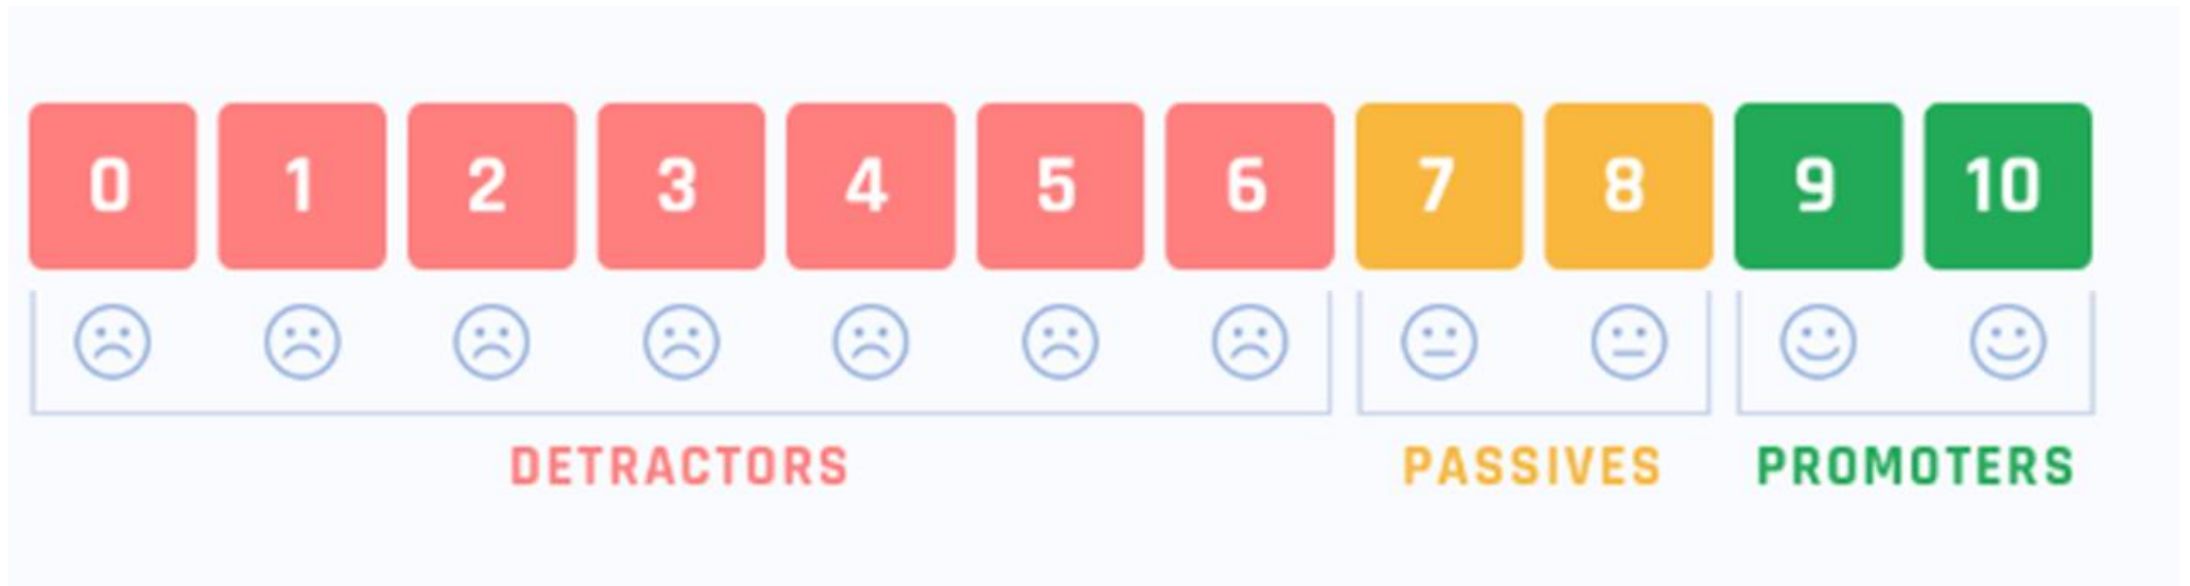 0 1 2 3 4 5 6 7 8 9 10
DETRACTORS PASSIVES PROMOTERS